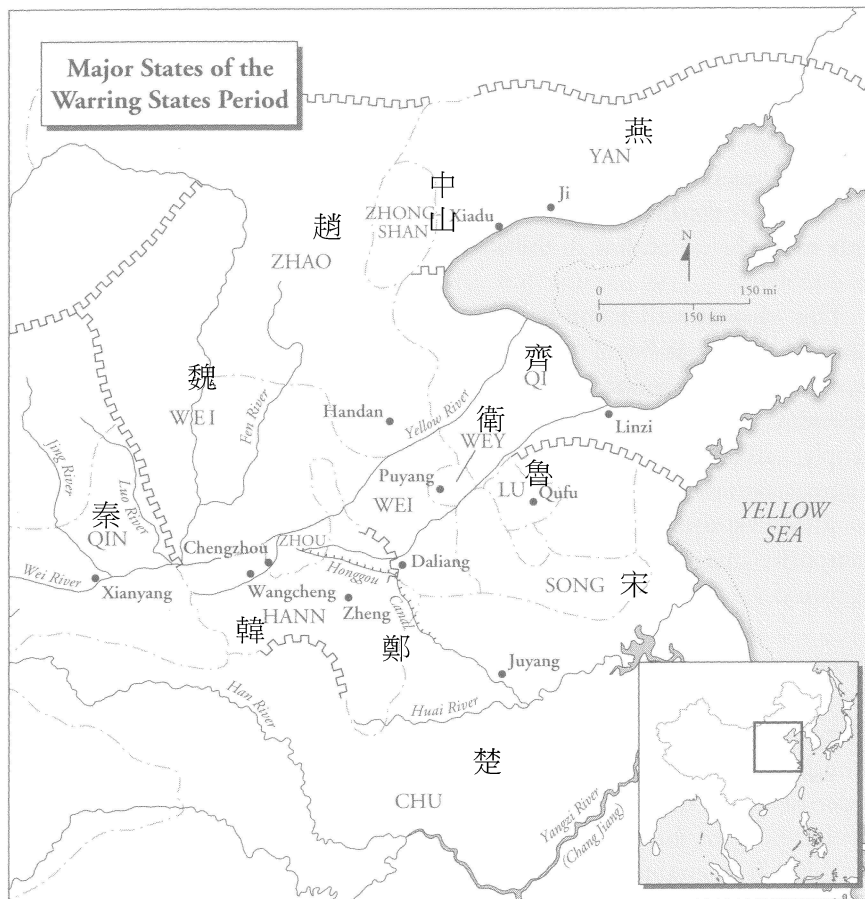 Major States of the
Warring States Period
燕
YAN
中
山
ZHONG-
SHAN
Xiadu
Ji
趙
ZHAO
N
0 150 mi
0 150 km
魏
WEI
Fen River
Handan
Yellow River
齊
QI
衛
WEY
Linzi
Jing River
Luo River
Puyang
WEI
魯
LU
Qufu
YELLOW
SEA
秦
QIN
Chengzhou
ZHOU
Honggou
Canal
Daliang
Wei River
Xianyang
Wangcheng
HANN
Zheng
SONG
宋
韓
鄭
Juyang
Han River
Huai River
楚
CHU
Yangzi River
(Chang Jiang)